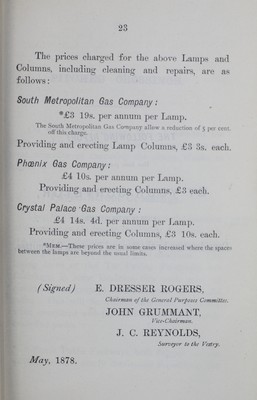 23
The prices charged for the above Lamps and
Columns, including cleaning and repairs, are as
follows:
South Metropolitan Gas Company:
*£3 19s. per annum per Lamp.
The South Metropolitan Gas Company allow a reduction of 5 per cent.
off this charge.
Providing and erecting Lamp Columns, £3 3s. each.
Phœnix Gas Company:
£4 10s. per annum per Lamp.
Providing and erecting Columns, £3 each.
Crystal Palace Gas Company:
£4 14s. 4d. per annum per Lamp.
Providing and erecting Columns, £3 10s. each.
*MEM.—These prices are in some cases increased where the spaces
between the lamps are beyond the usual limits.
(Signed) E. DRESSER ROGERS,
Chairman of the General Purposes Committee.
JOHN GRUMMANT,
Vice-Chairman.
J. C. REYNOLDS,
Surveyor to the Vestry.
May, 1878.